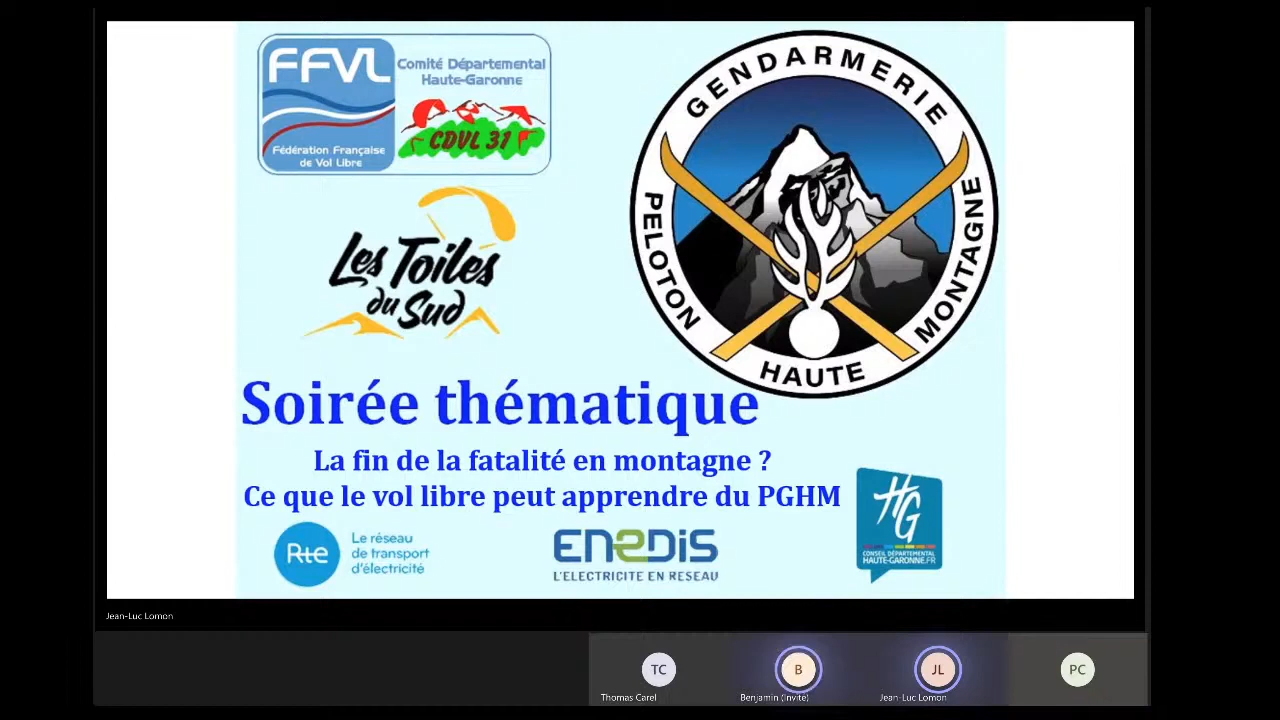 FFVL
Fédération Française
de Vol Libre
Comité Départemental
Haute-Garonne
CDVL 31
GENDARMERIE
PELOTON
HAUTE
MONTAGNE
Les Toiles
du Sud
Soirée thématique
La fin de la fatalité en montagne ?
Ce que le vol libre peut apprendre du PGHM
Rte
Le réseau
de transport
d'électricité
ENEDIS
L'ELECTRICITE EN RESEAU
HG
CONSEIL DÉPARTEMENTAL
HAUTE-GARONNE.FR
Jean-Luc Lomon
TC
B
JL
PC
Thomas Carel
Benjamin (Invité)
Jean-Luc Lomon